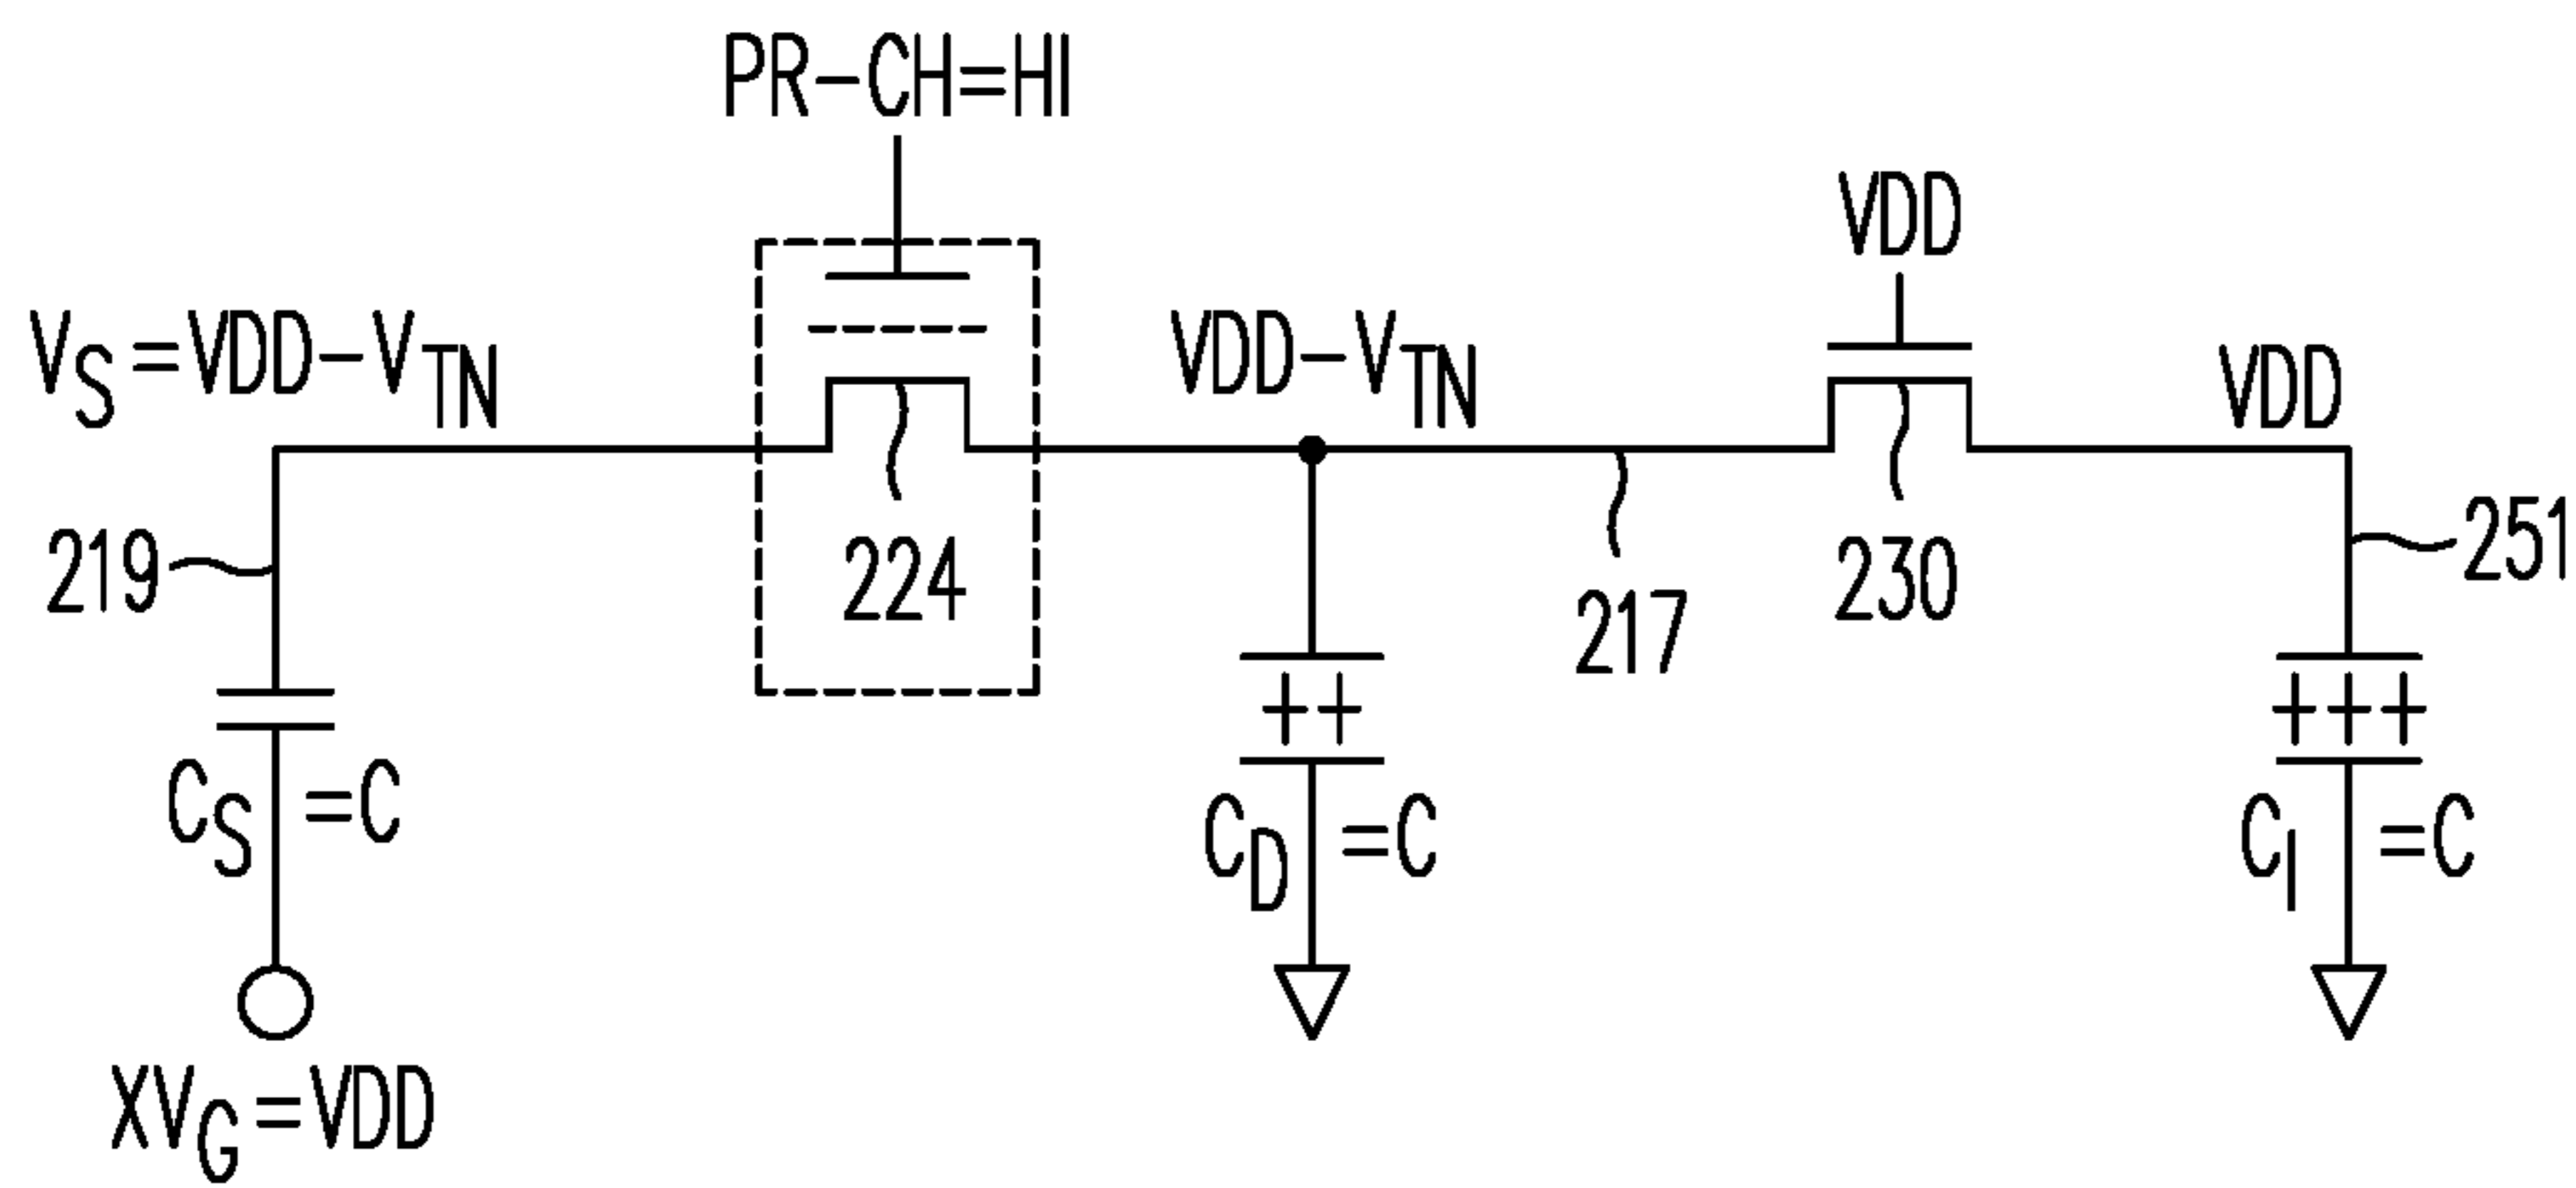 PR-CH=HI
VDD
V_S=VDD-V_TN
VDD-V_TN
VDD
219
224
217
230
251
C_S=C
C_D=C
C_I=C
XV_G=VDD